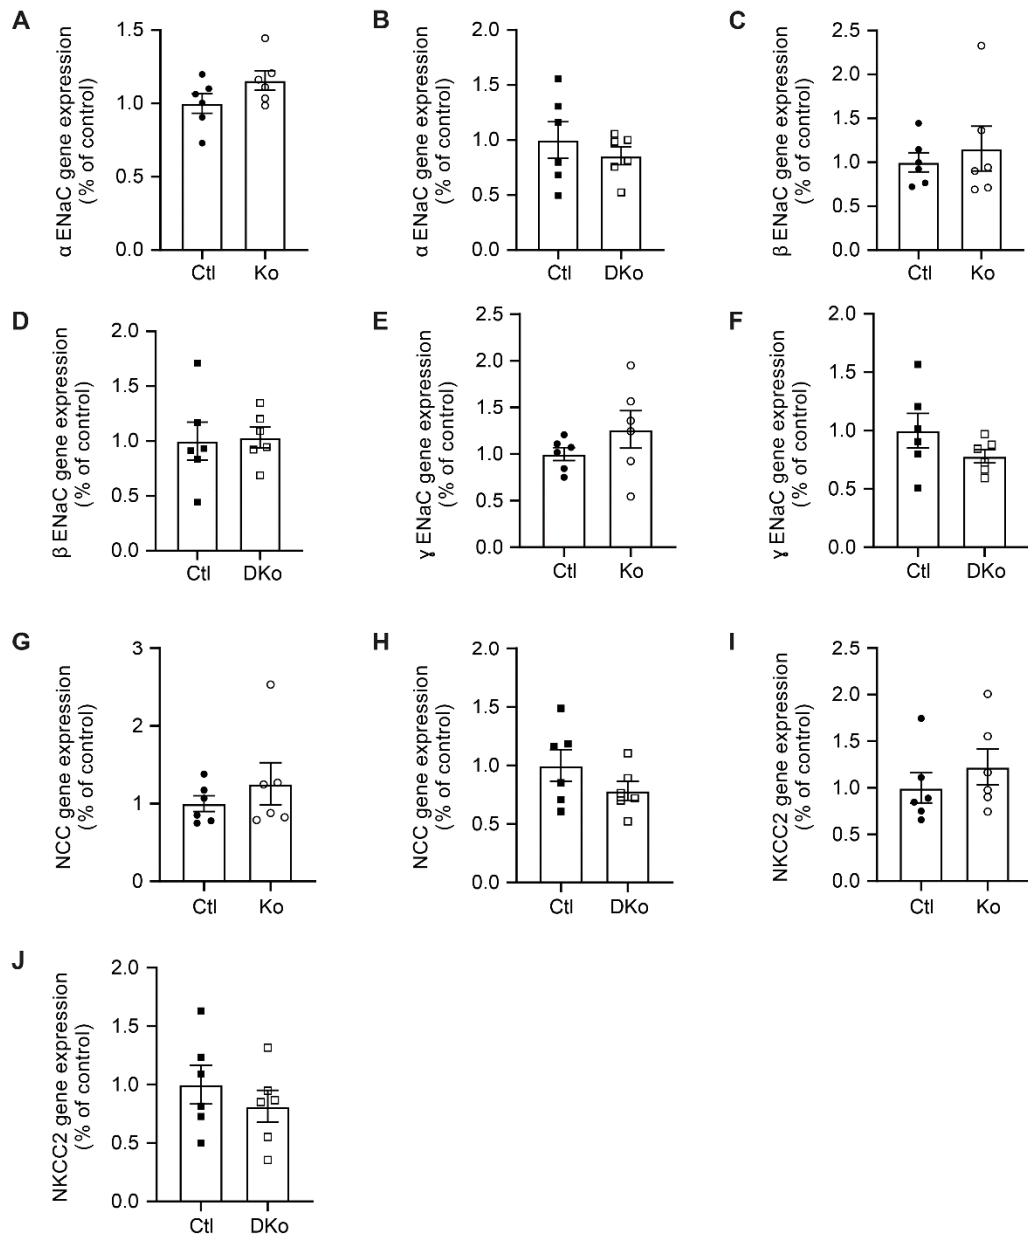 A
α ENaC gene expression
(% of control)
1.5
1.0
0.5
0.0
Ctl
Ko
B
α ENaC gene expression
(% of control)
2.0
1.5
1.0
0.5
0.0
Ctl
DKo
C
β ENaC gene expression
(% of control)
2.5
2.0
1.5
1.0
0.5
0.0
Ctl
Ko
D
β ENaC gene expression
(% of control)
2.0
1.5
1.0
0.5
0.0
Ctl
DKo
E
ɣ ENaC gene expression
(% of control)
2.5
2.0
1.5
1.0
0.5
0.0
Ctl
Ko
F
ɣ ENaC gene expression
(% of control)
2.0
1.5
1.0
0.5
0.0
Ctl
DKo
G
NCC gene expression
(% of control)
3
2
1
0
Ctl
Ko
H
NCC gene expression
(% of control)
2.0
1.5
1.0
0.5
0.0
Ctl
DKo
I
NKCC2 gene expression
(% of control)
2.5
2.0
1.5
1.0
0.5
0.0
Ctl
Ko
J
NKCC2 gene expression
(% of control)
2.0
1.5
1.0
0.5
0.0
Ctl
DKo